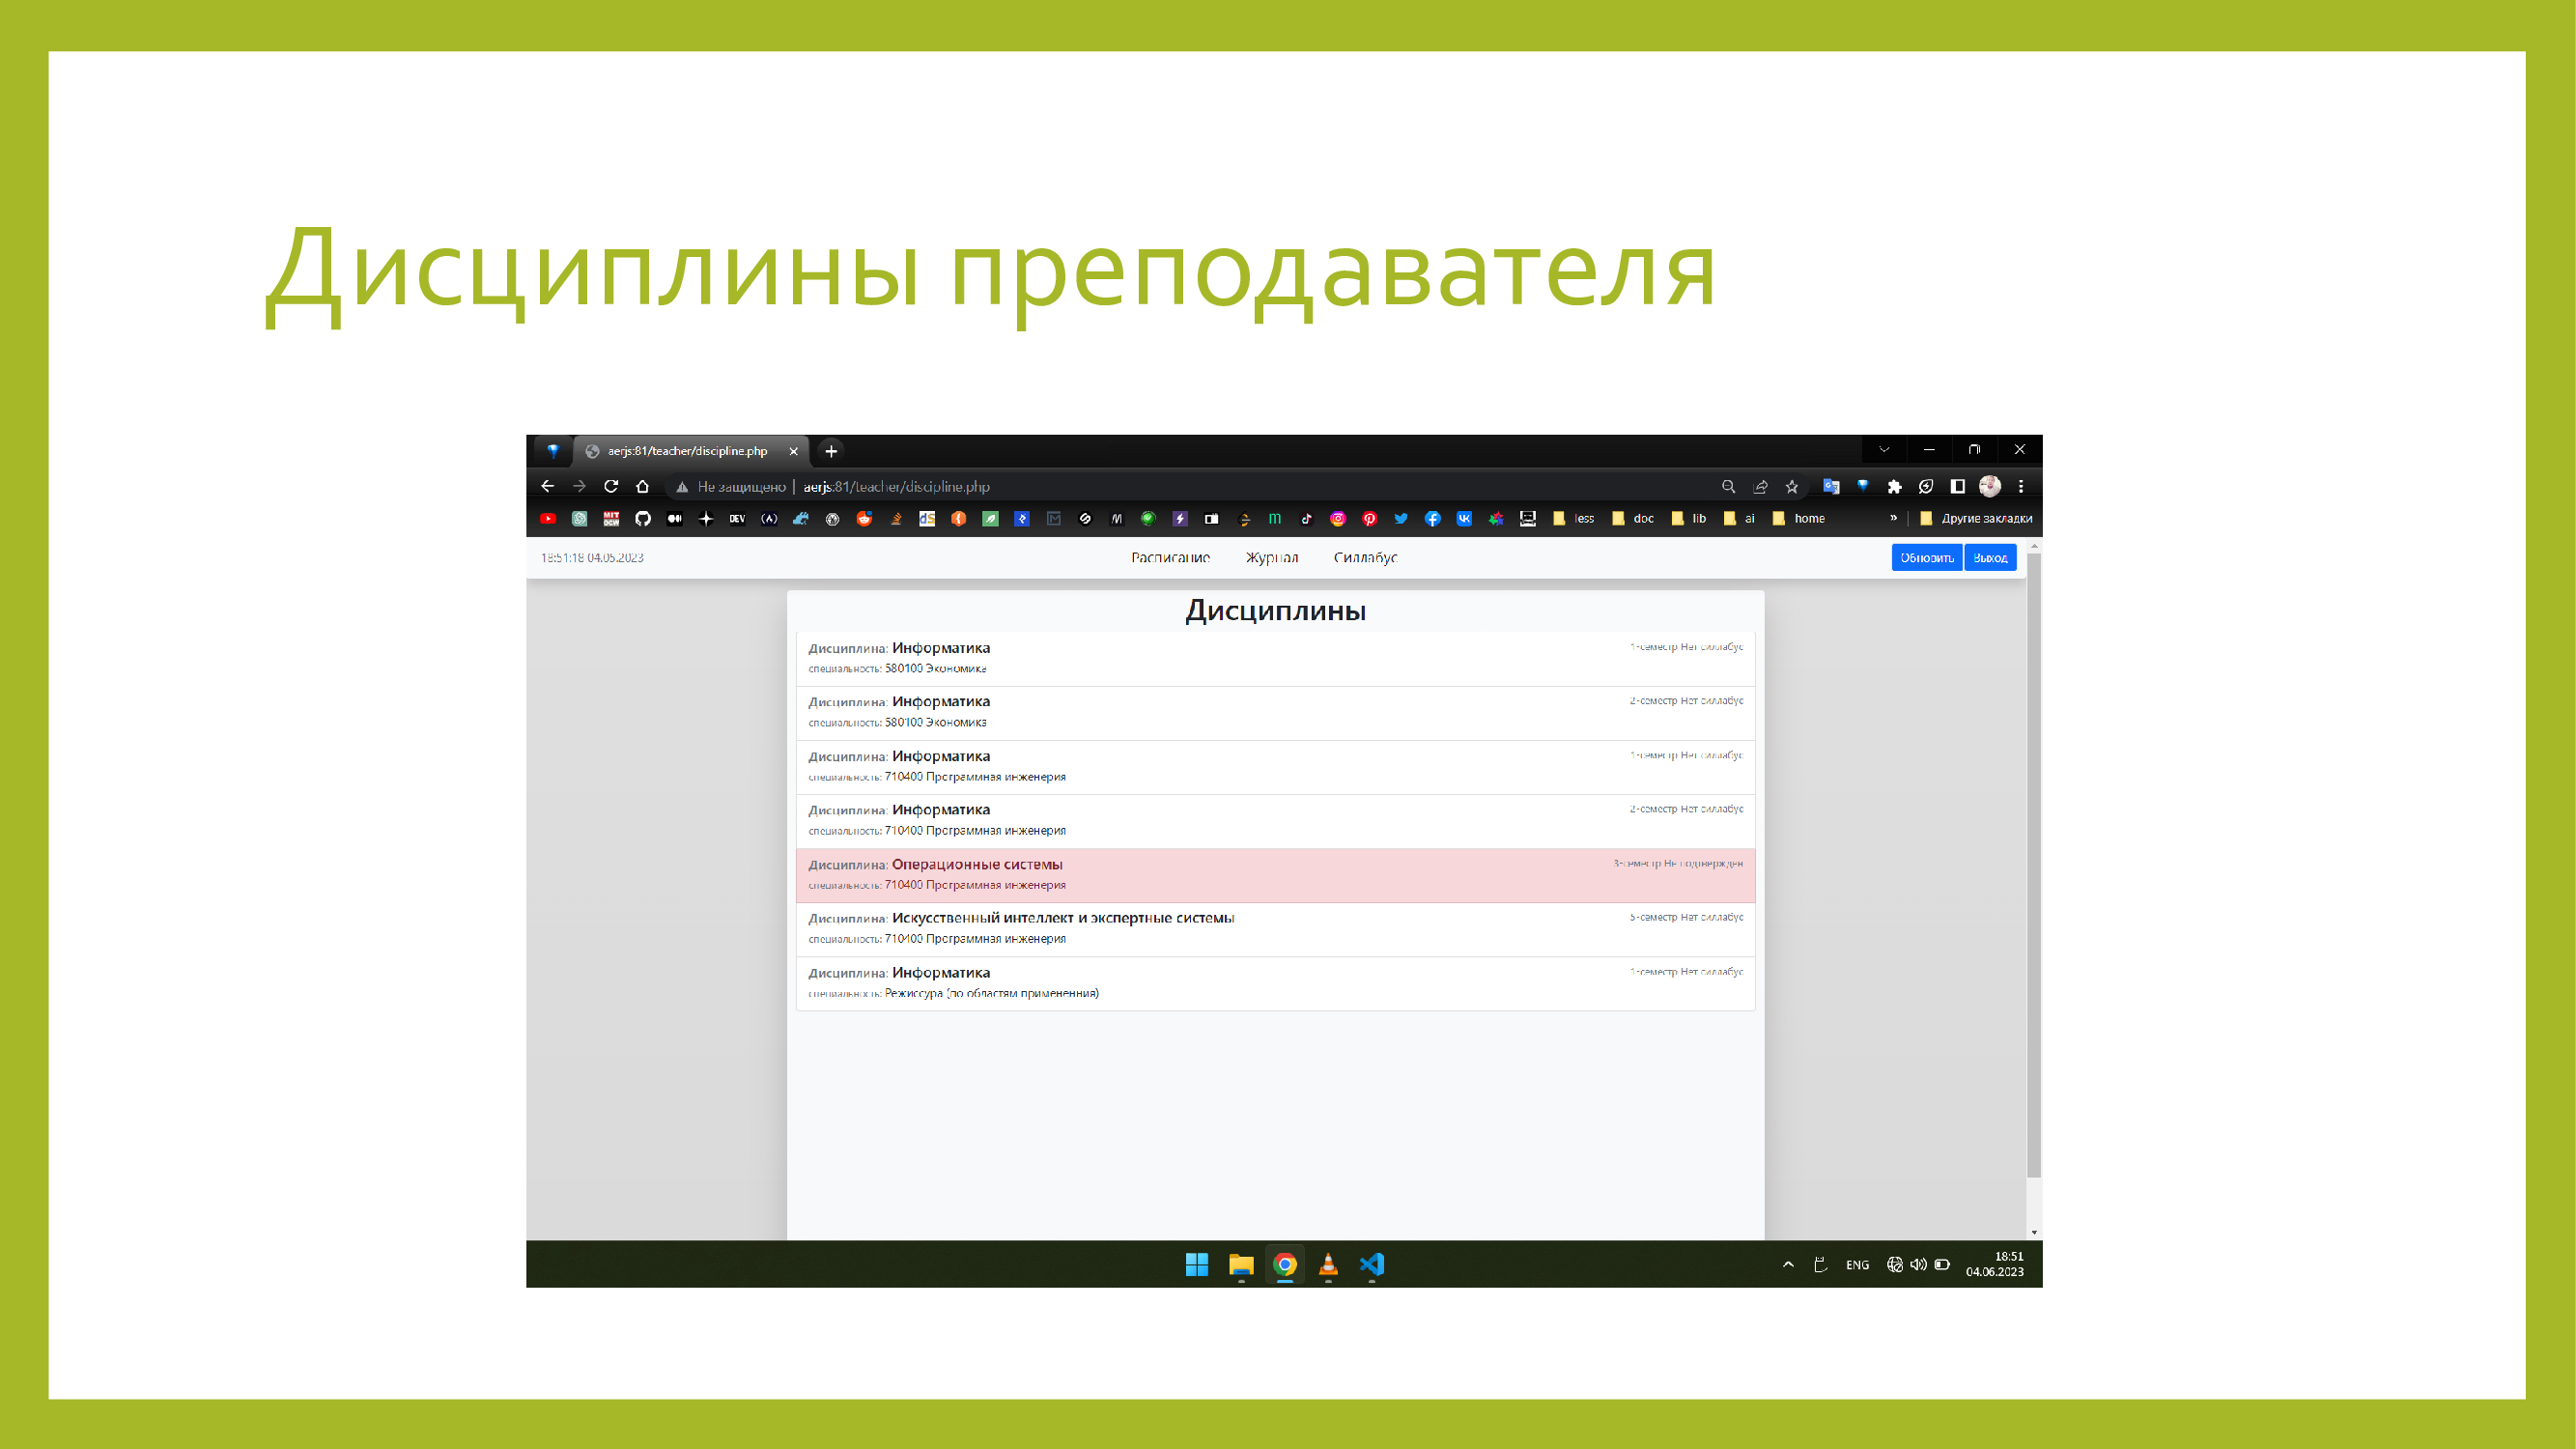 Дисциплины преподавателя
aerjs:81/teacher/discipline.php
Не защищено | aerjs:81/teacher/discipline.php
MIT OCW DEV dS M m less doc lib ai home » Другие закладки
18:51:18 04.05.2023 Расписание Журнал Силлабус Обновить Выход
Дисциплины
Дисциплина: Информатика 1-семестр Нет силлабус
специальность: 580100 Экономика
Дисциплина: Информатика 2-семестр Нет силлабус
специальность: 580100 Экономика
Дисциплина: Информатика 1-семестр Нет силлабус
специальность: 710400 Программная инженерия
Дисциплина: Информатика 2-семестр Нет силлабус
специальность: 710400 Программная инженерия
Дисциплина: Операционные системы 3-семестр Не подтвержден
специальность: 710400 Программная инженерия
Дисциплина: Искусственный интеллект и экспертные системы 5-семестр Нет силлабус
специальность: 710400 Программная инженерия
Дисциплина: Информатика 1-семестр Нет силлабус
специальность: Режиссура (по областям примененния)
ENG 18:51
04.06.2023